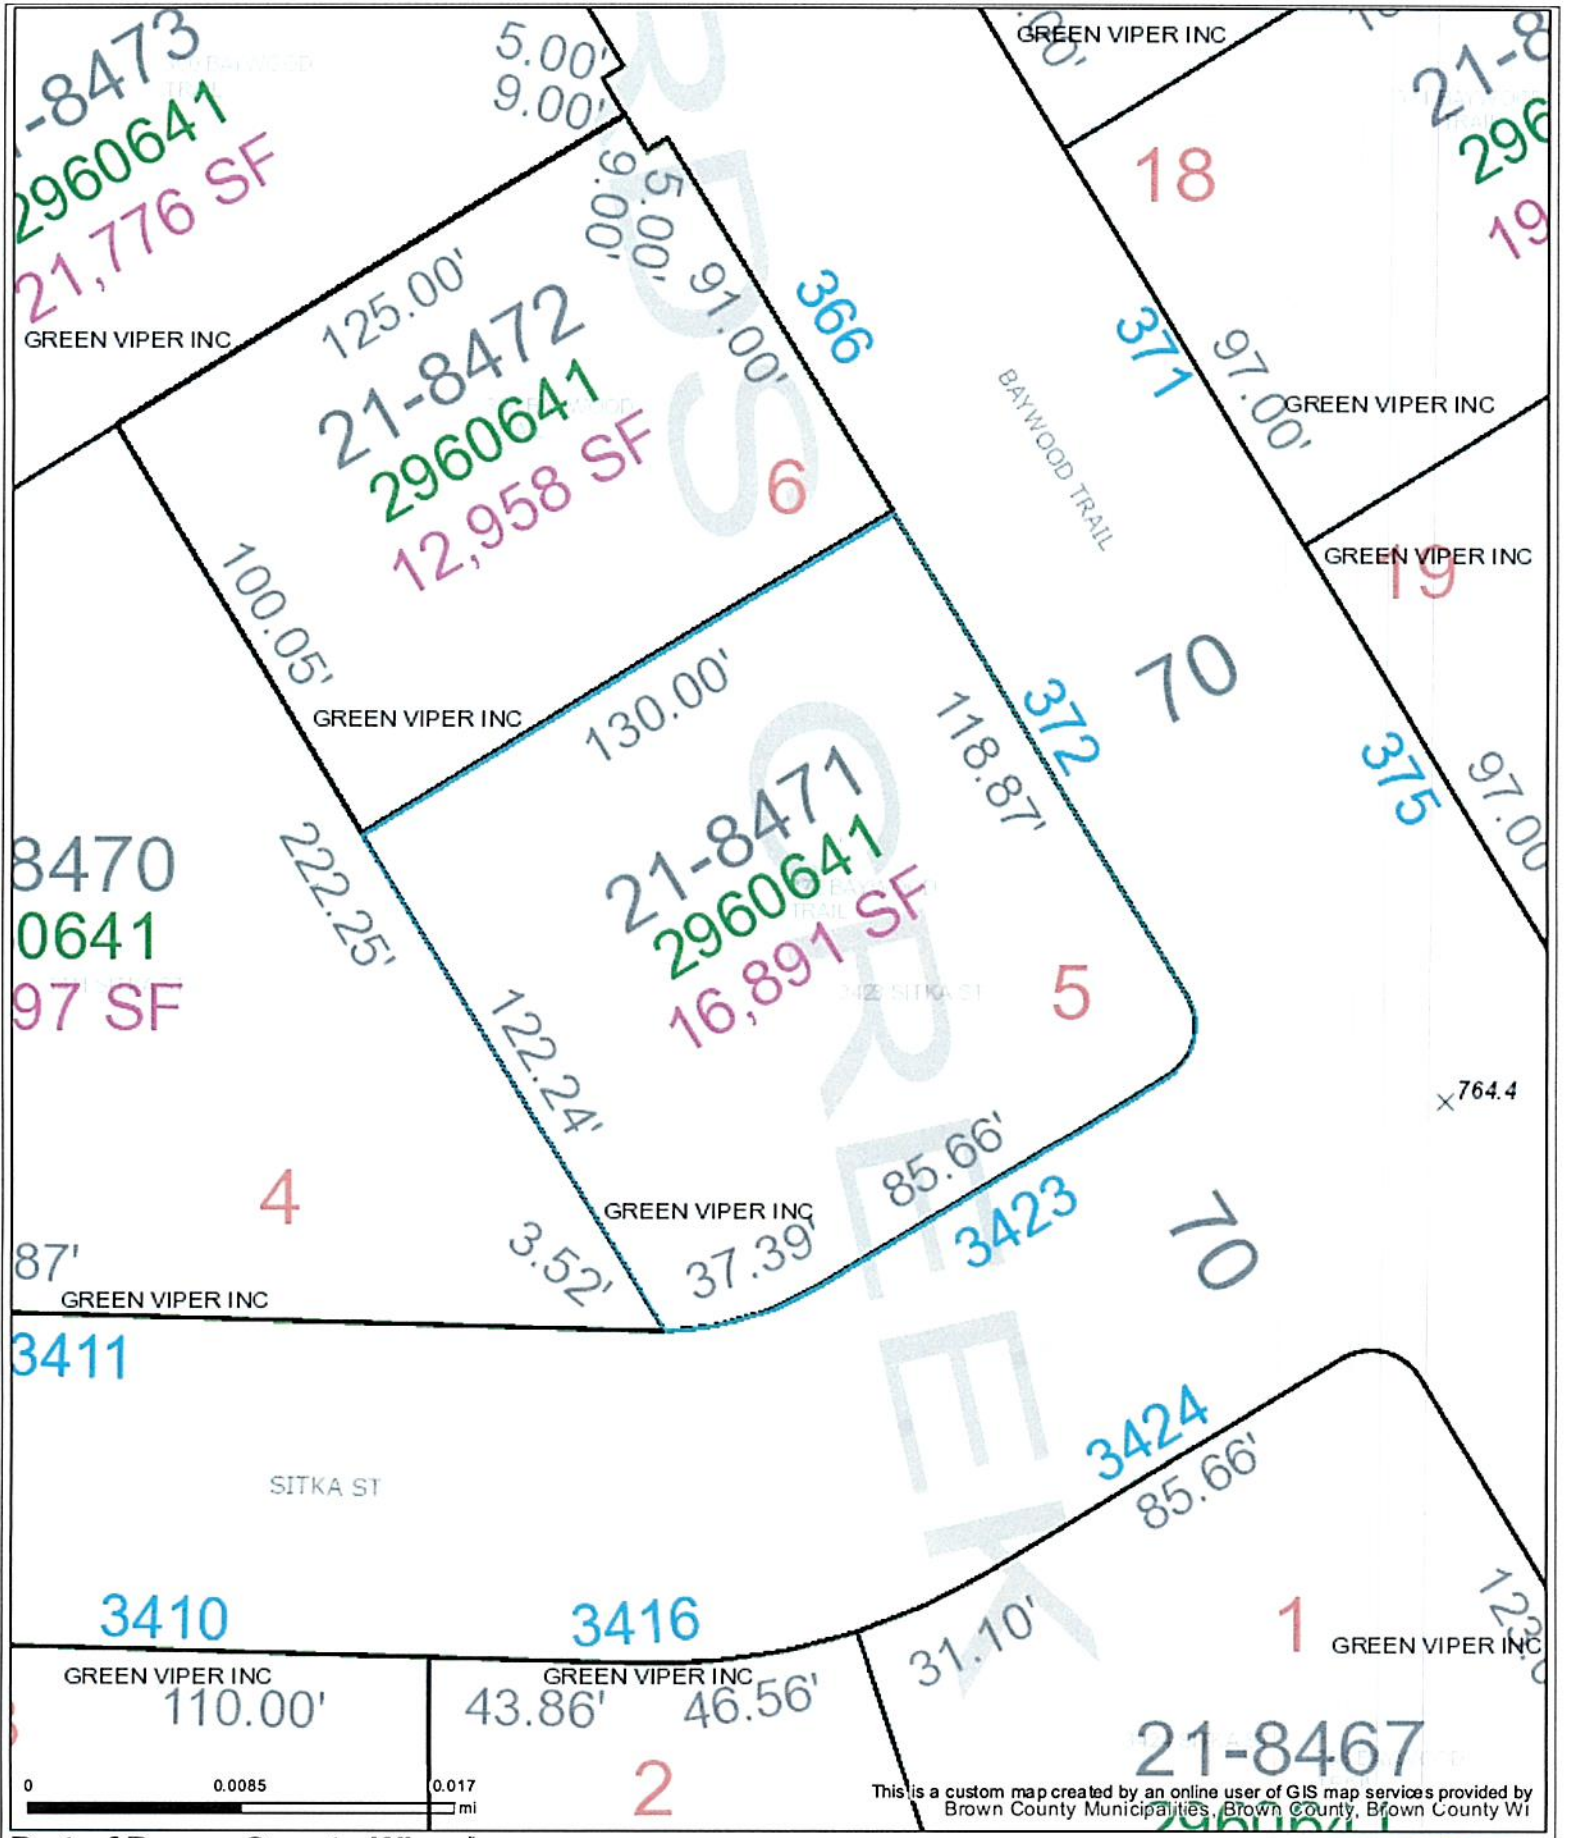 5.00'
9.00'
GREEN VIPER INC
-8473
2960641
21,776 SF
GREEN VIPER INC
18
9.00'
5.00'
91.00'
366
125.00'
21-8472
2960641
12,958 SF
6
371
97.00'
GREEN VIPER INC
BAYWOOD TRAIL
GREEN VIPER INC
19
100.05'
GREEN VIPER INC
130.00'
118.87'
372
70
375
97.00
8470
0641
97 SF
222.25'
21-8471
2960641
16,891 SF
3423 SITKA ST
5
122.24'
764.4
4
85.66'
3423
GREEN VIPER INC
37.39'
3.52'
70
87'
GREEN VIPER INC
3411
CREEK
SITKA ST
3424
85.66'
3410
3416
GREEN VIPER INC
110.00'
GREEN VIPER INC
43.86'
46.56'
31.10'
1
GREEN VIPER INC
2
21-8467
0 0.0085 0.017
mi
This is a custom map created by an online user of GIS map services provided by
Brown County Municipalities, Brown County, Brown County WI